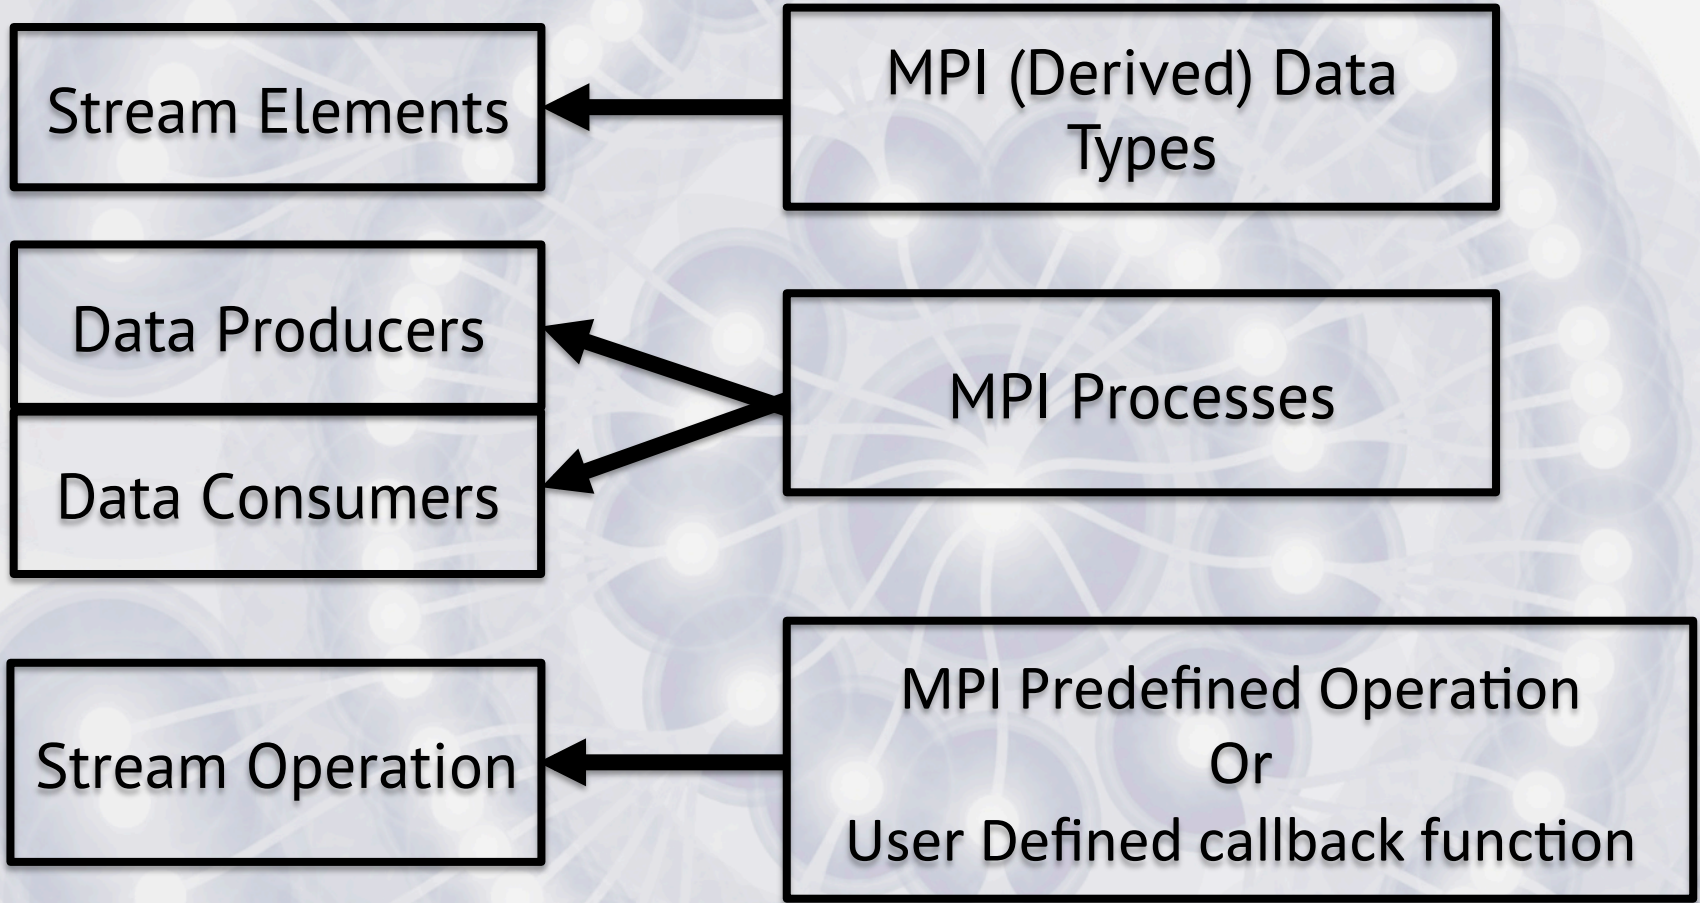 Stream Elements
MPI (Derived) Data
Types
Data Producers
Data Consumers
MPI Processes
Stream Operation
MPI Predefined Operation
Or
User Defined callback function